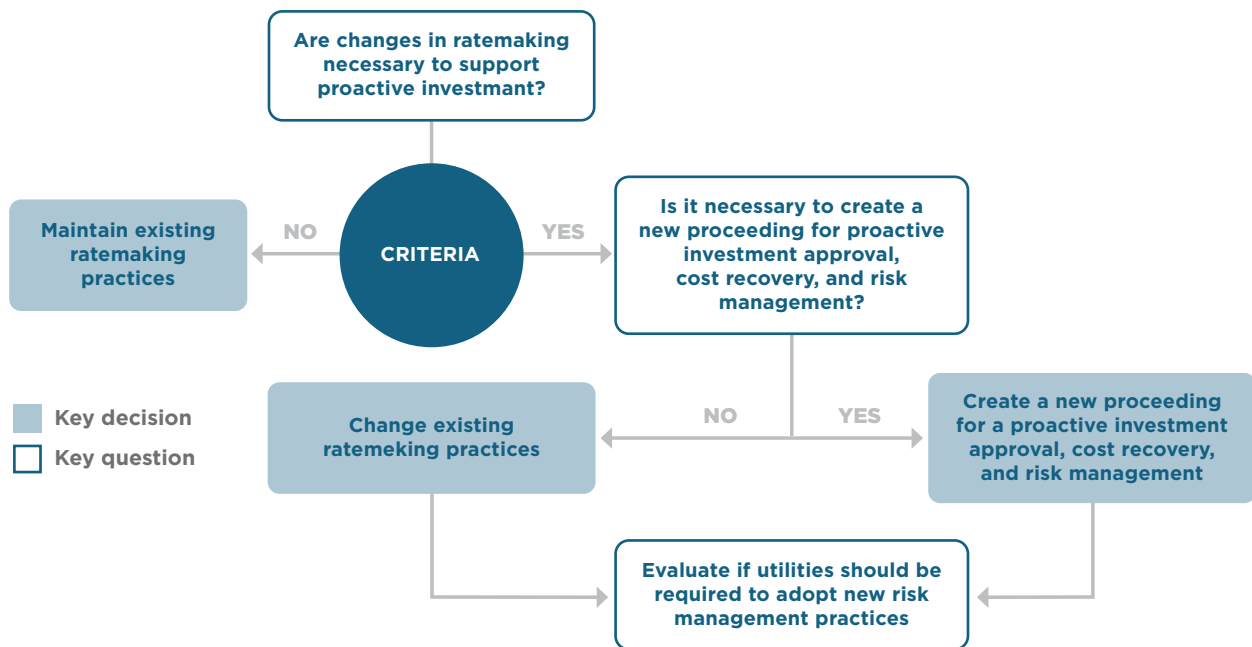 Are changes in ratemaking
necessary to support
proactive investmant?
Maintain existing
ratemaking
practices
NO
CRITERIA
YES
Is it necessary to create a
new proceeding for proactive
investment approval,
cost recovery, and risk
management?
Key decision
Key question
Change existing
ratemeking practices
NO
YES
Create a new proceeding
for a proactive investment
approval, cost recovery,
and risk management
Evaluate if utilities should be
required to adopt new risk
management practices